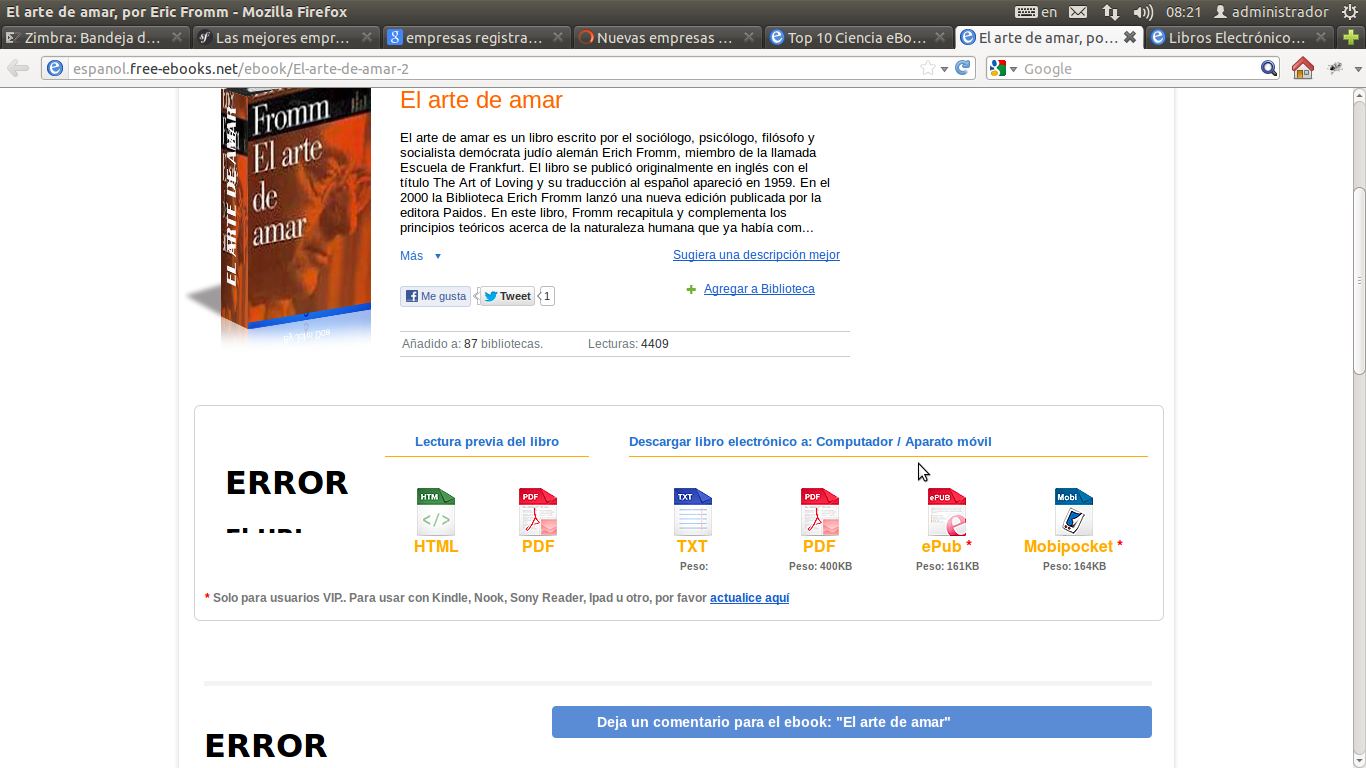 El arte de amar, por Eric Fromm - Mozilla Firefox
en 08:21 administrador
Zimbra: Bandeja d...
Las mejores empr...
empresas registra...
Nuevas empresas ...
Top 10 Ciencia eBo...
El arte de amar, po...
Libros Electrónico...
espanol.free-ebooks.net/ebook/El-arte-de-amar-2
Google
Fromm
El arte
de
amar
EL ARTE DE AMAR
El arte de amar
El arte de amar es un libro escrito por el sociólogo, psicólogo, filósofo y
socialista demócrata judío alemán Erich Fromm, miembro de la llamada
Escuela de Frankfurt. El libro se publicó originalmente en inglés con el
título The Art of Loving y su traducción al español apareció en 1959. En el
2000 la Biblioteca Erich Fromm lanzó una nueva edición publicada por la
editora Paidos. En este libro, Fromm recapitula y complementa los
principios teóricos acerca de la naturaleza humana que ya había com...
Más
Sugiera una descripción mejor
Me gusta
Tweet
1
Agregar a Biblioteca
Añadido a: 87 bibliotecas.
Lecturas: 4409
Lectura previa del libro
Descargar libro electrónico a: Computador / Aparato móvil
ERROR
HTM
PDF
TXT
PDF
ePUB
Mobi
HTML
PDF
TXT
PDF
ePub *
Mobipocket *
Peso:
Peso: 400KB
Peso: 161KB
Peso: 164KB
* Solo para usuarios VIP.. Para usar con Kindle, Nook, Sony Reader, Ipad u otro, por favor actualice aquí
Deja un comentario para el ebook: "El arte de amar"
ERROR